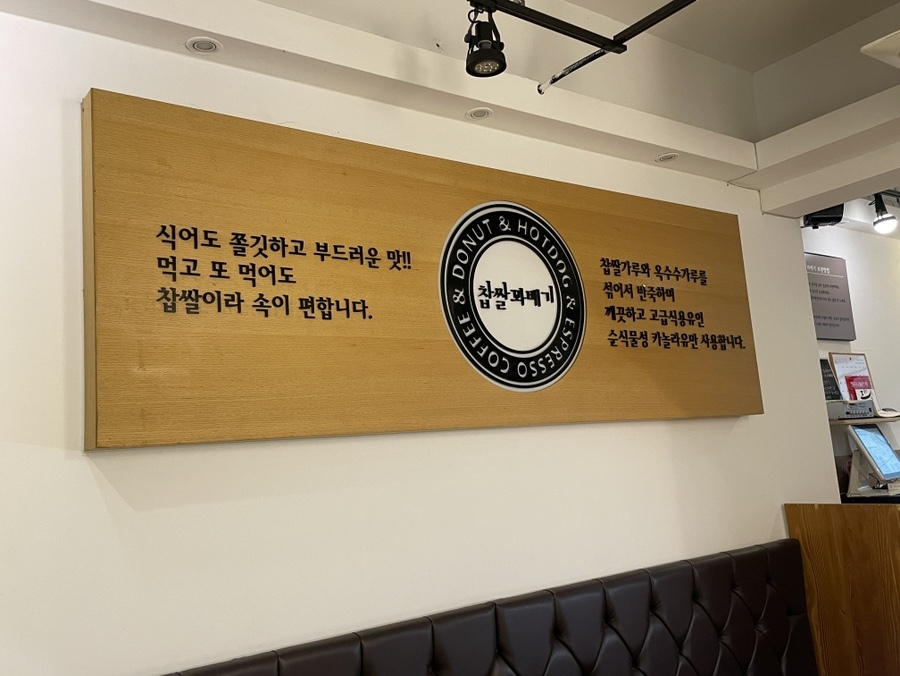 식어도 쫄깃하고 부드러운 맛!!
먹고 또 먹어도
찹쌀이라 속이 편합니다.
DONUT & HOTDOG & ESPRESSO COFFEE &
찹쌀꽈배기
찹쌀가루와 옥수수가루를
섞어서 반죽하며
깨끗하고 고급식용유인
순식물성 카놀라유만 사용합니다.